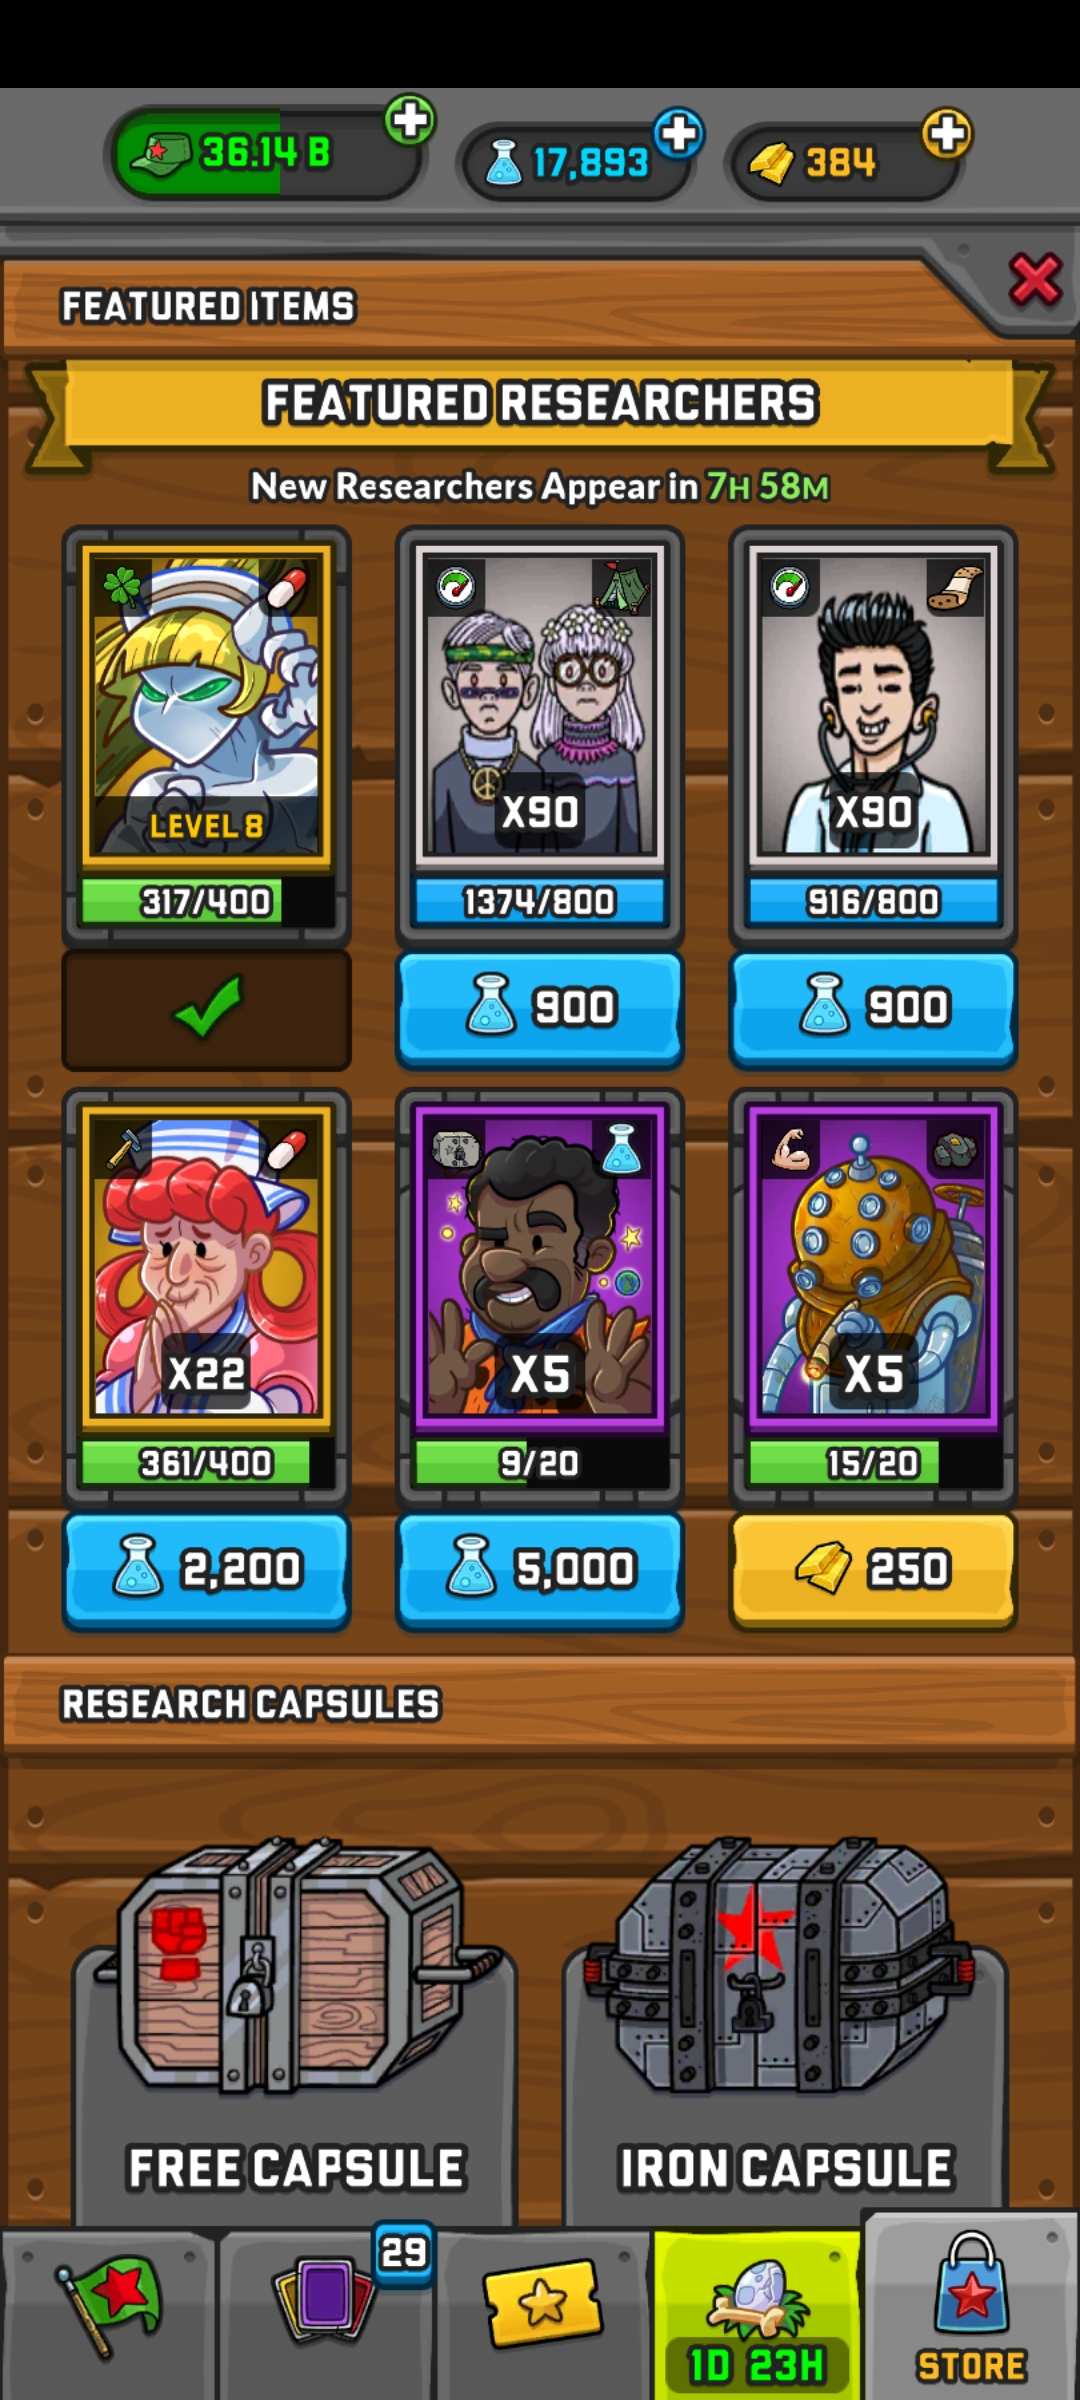 36.14 B 17,893 384
FEATURED ITEMS
FEATURED RESEARCHERS
New Researchers Appear in 7H 58M
LEVEL 8 X90 X90
317/400 1374/800 916/800
900 900
X22 X5 X5
361/400 9/20 15/20
2,200 5,000 250
RESEARCH CAPSULES
FREE CAPSULE IRON CAPSULE
29
1D 23H STORE